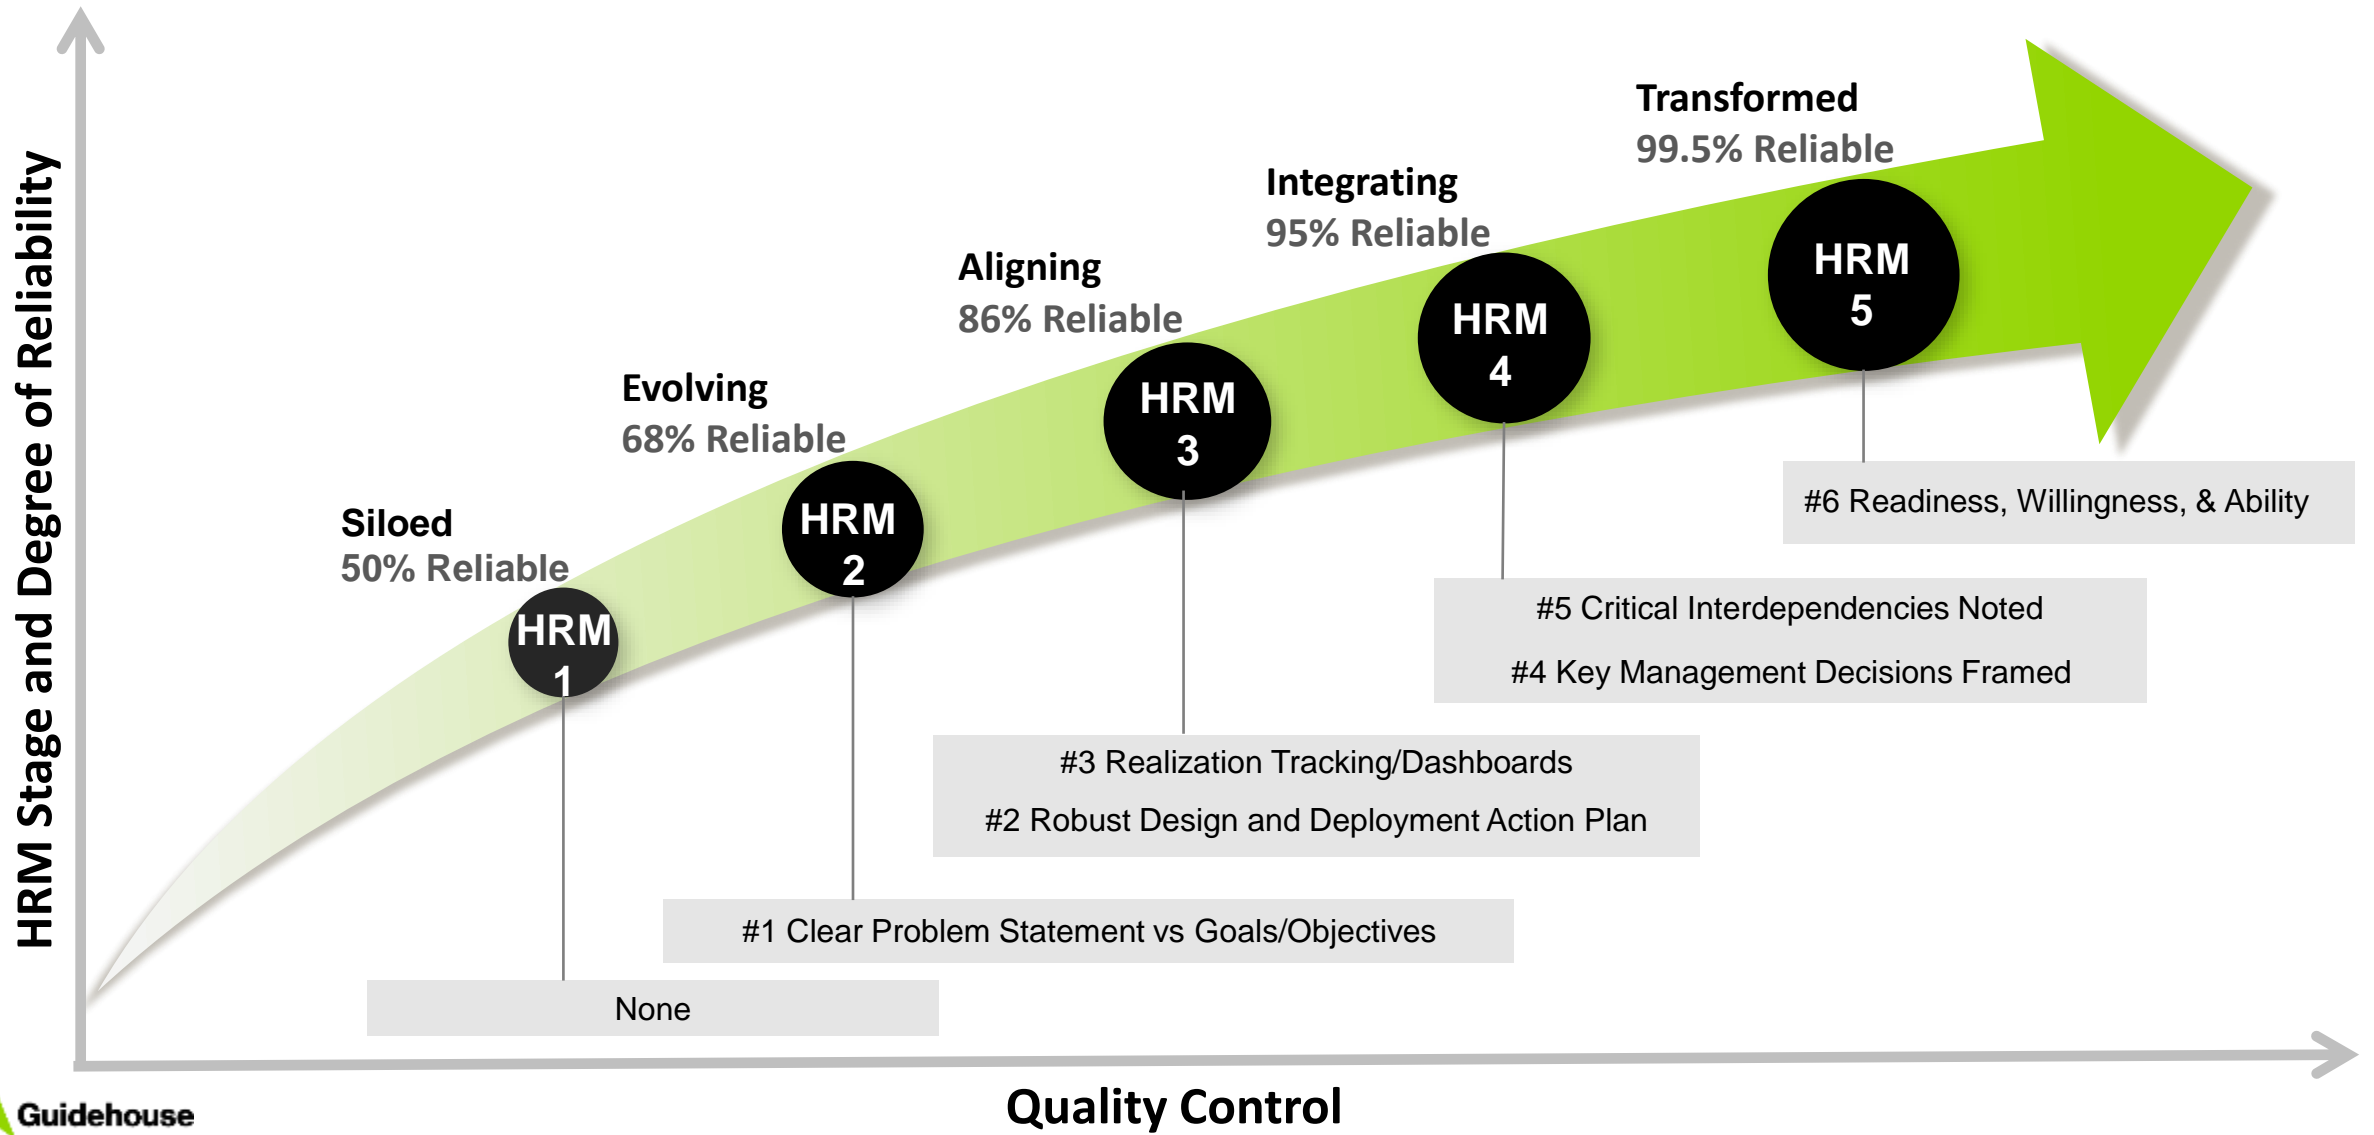 HRM Stage and Degree of Reliability
Transformed
99.5% Reliable
Integrating
95% Reliable
Aligning
86% Reliable
Evolving
68% Reliable
Siloed
50% Reliable
HRM
5
HRM
4
HRM
3
HRM
2
HRM
1
#6 Readiness, Willingness, & Ability
#5 Critical Interdependencies Noted
#4 Key Management Decisions Framed
#3 Realization Tracking/Dashboards
#2 Robust Design and Deployment Action Plan
#1 Clear Problem Statement vs Goals/Objectives
None
Quality Control
Guidehouse